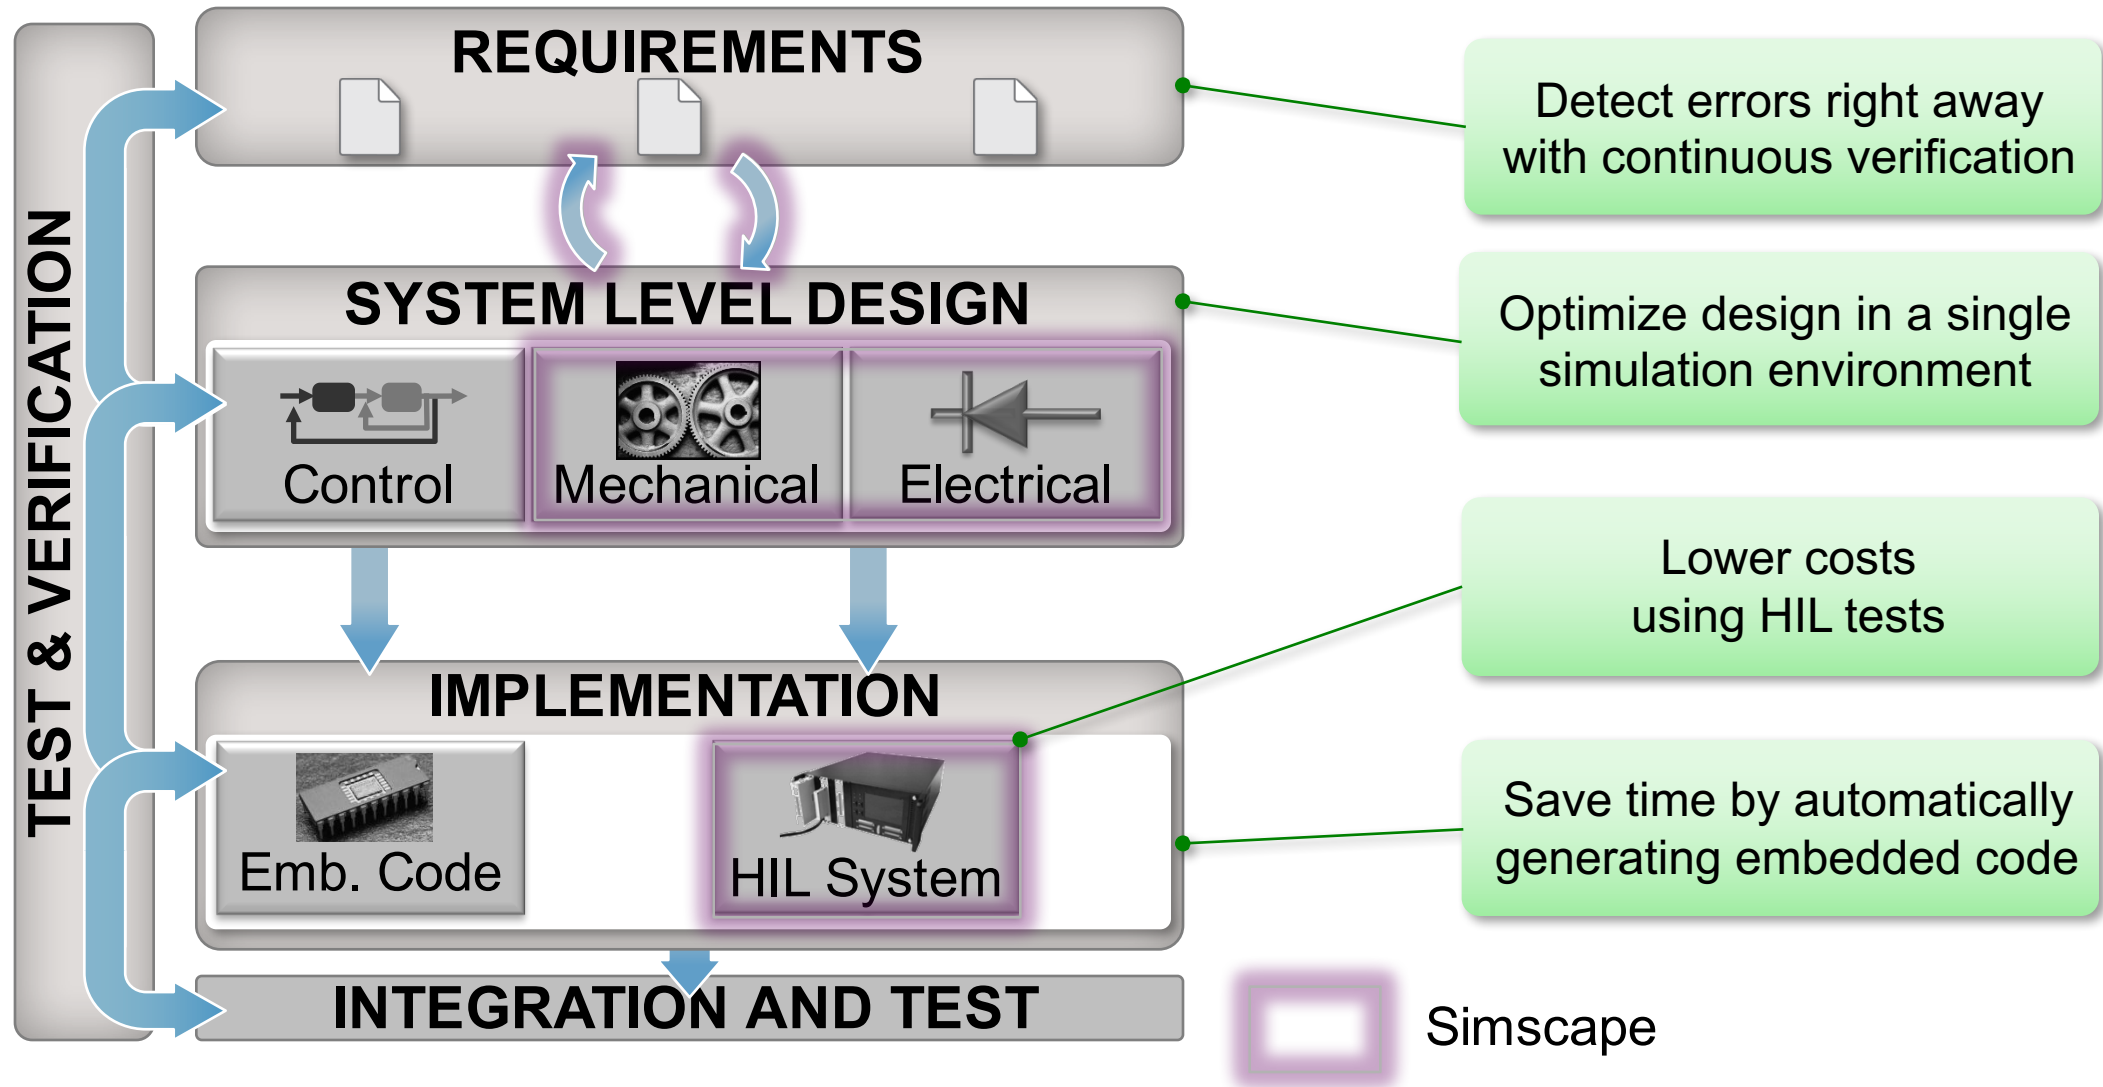 TEST & VERIFICATION
REQUIREMENTS
SYSTEM LEVEL DESIGN
Control
Mechanical
Electrical
IMPLEMENTATION
Emb. Code
HIL System
INTEGRATION AND TEST
Detect errors right away
with continuous verification
Optimize design in a single
simulation environment
Lower costs
using HIL tests
Save time by automatically
generating embedded code
Simscape